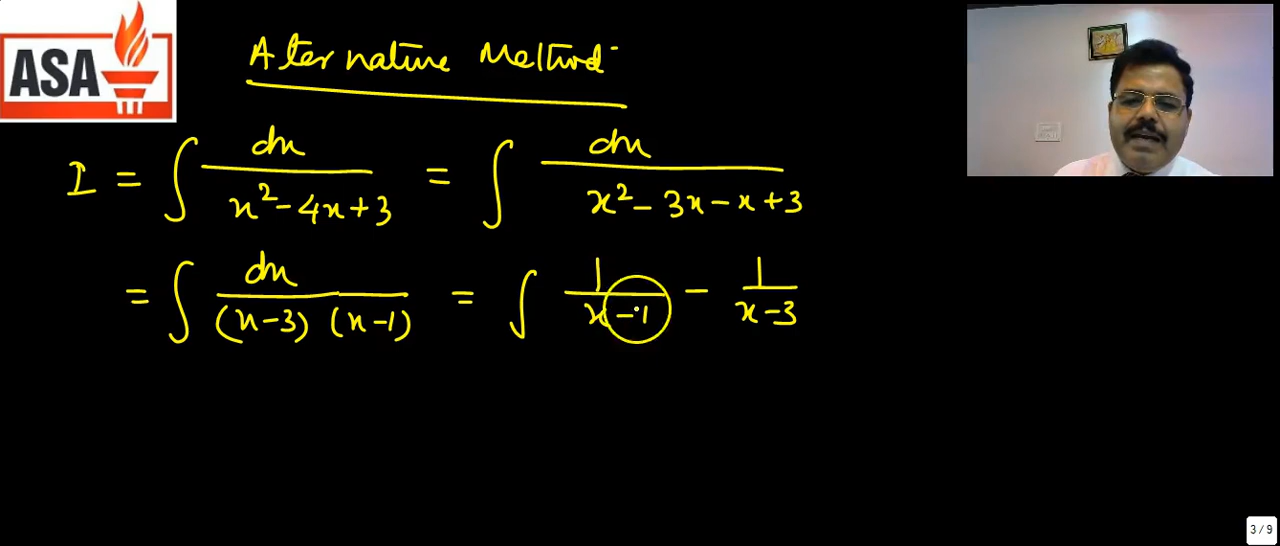 ASA
Alternative Method
I = ∫ dx / (x² - 4x + 3) = ∫ dx / (x² - 3x - x + 3)
= ∫ dx / ((x-3) (x-1)) = ∫ 1/(x-1) - 1/(x-3)
3/9